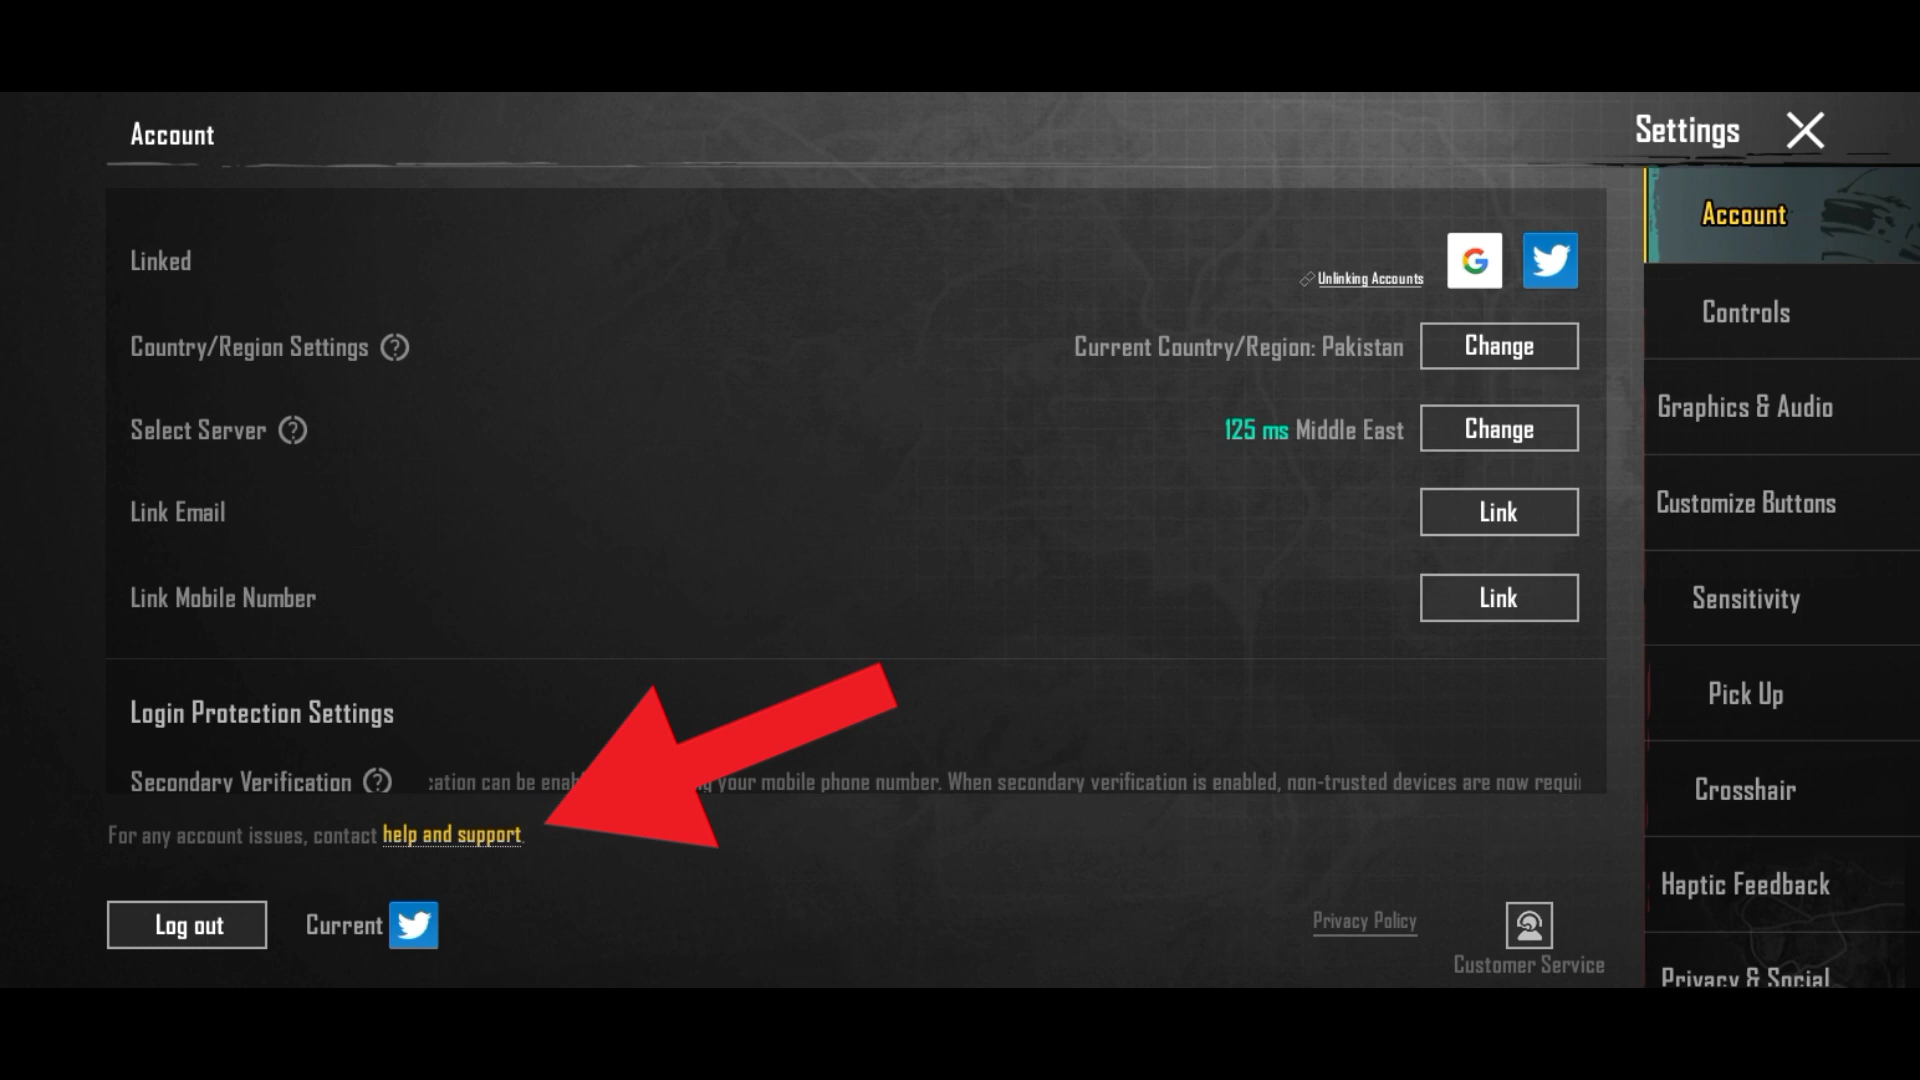 Account
Settings
Linked
Unlinking Accounts
Country/Region Settings
Current Country/Region: Pakistan
Change
Select Server
125 ms Middle East
Change
Link Email
Link
Link Mobile Number
Link
Login Protection Settings
Secondary Verification
can be your mobile phone number. When secondary verification is enabled, non-trusted devices are now
For any account issues, contact help and support.
Log out
Current
Privacy Policy
Customer Service
Account
Controls
Graphics & Audio
Customize Buttons
Sensitivity
Pick Up
Crosshair
Haptic Feedback
Privacy & Social